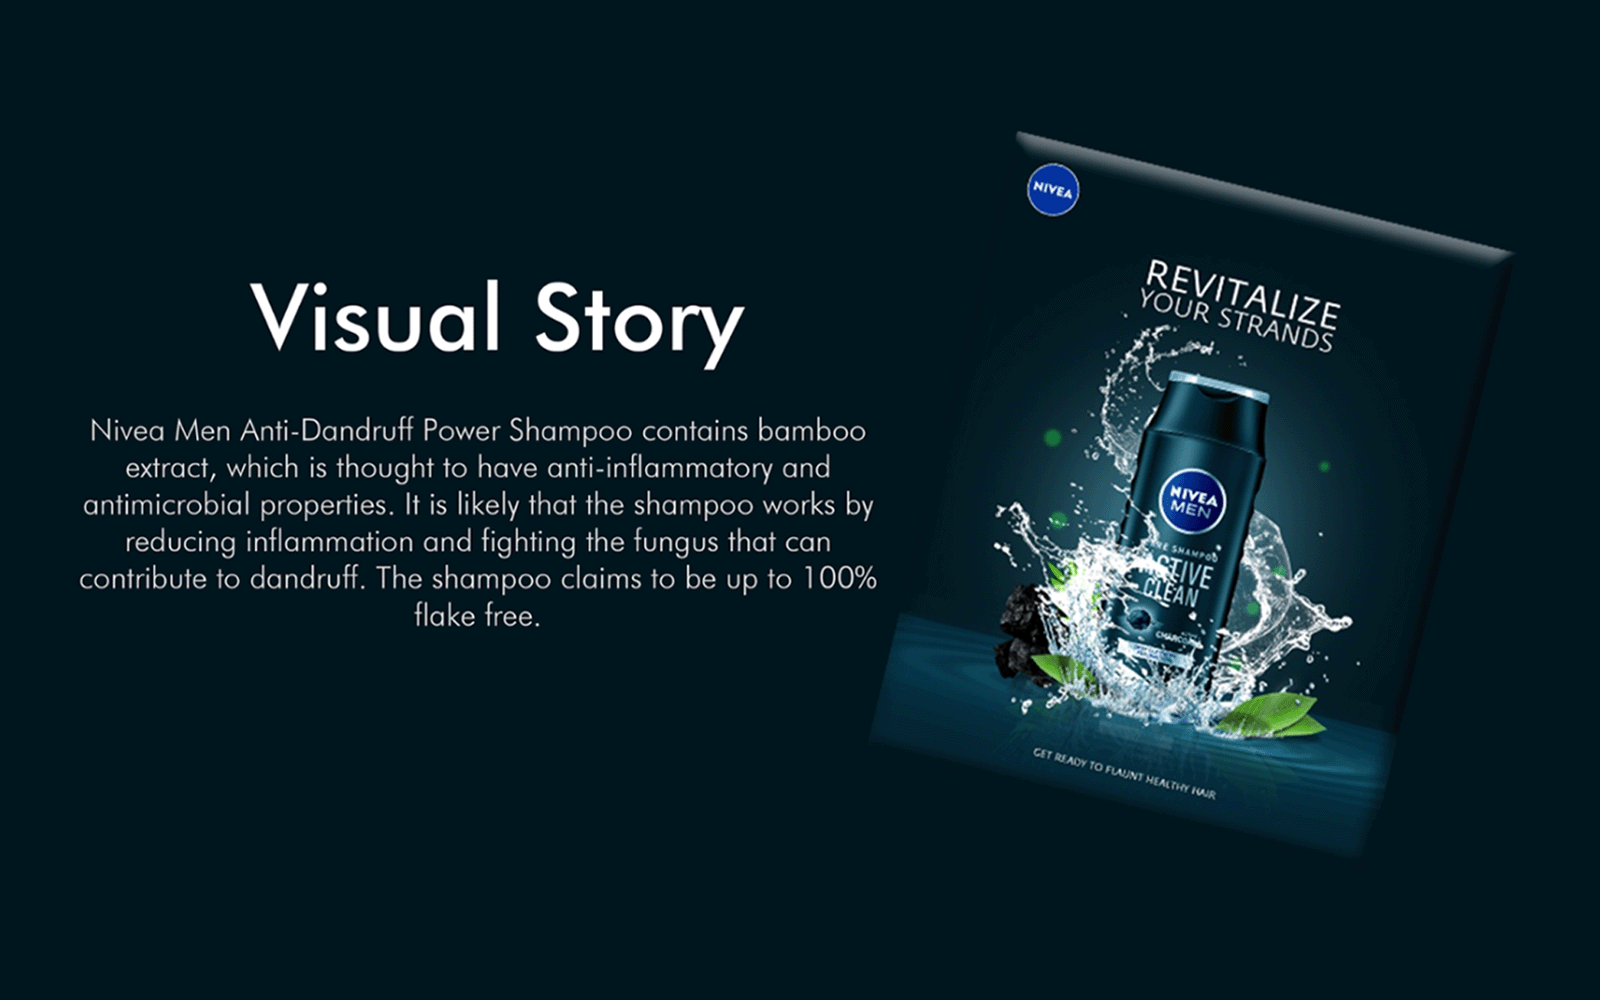 Visual Story
Nivea Men Anti-Dandruff Power Shampoo contains bamboo
extract, which is thought to have anti-inflammatory and
antimicrobial properties. It is likely that the shampoo works by
reducing inflammation and fighting the fungus that can
contribute to dandruff. The shampoo claims to be up to 100%
flake free.
NIVEA
REVITALIZE
YOUR STRANDS
NIVEA
MEN
SHAMPOO
ACTIVE
CLEAN
GET READY TO FLAUNT HEALTHY HAIR